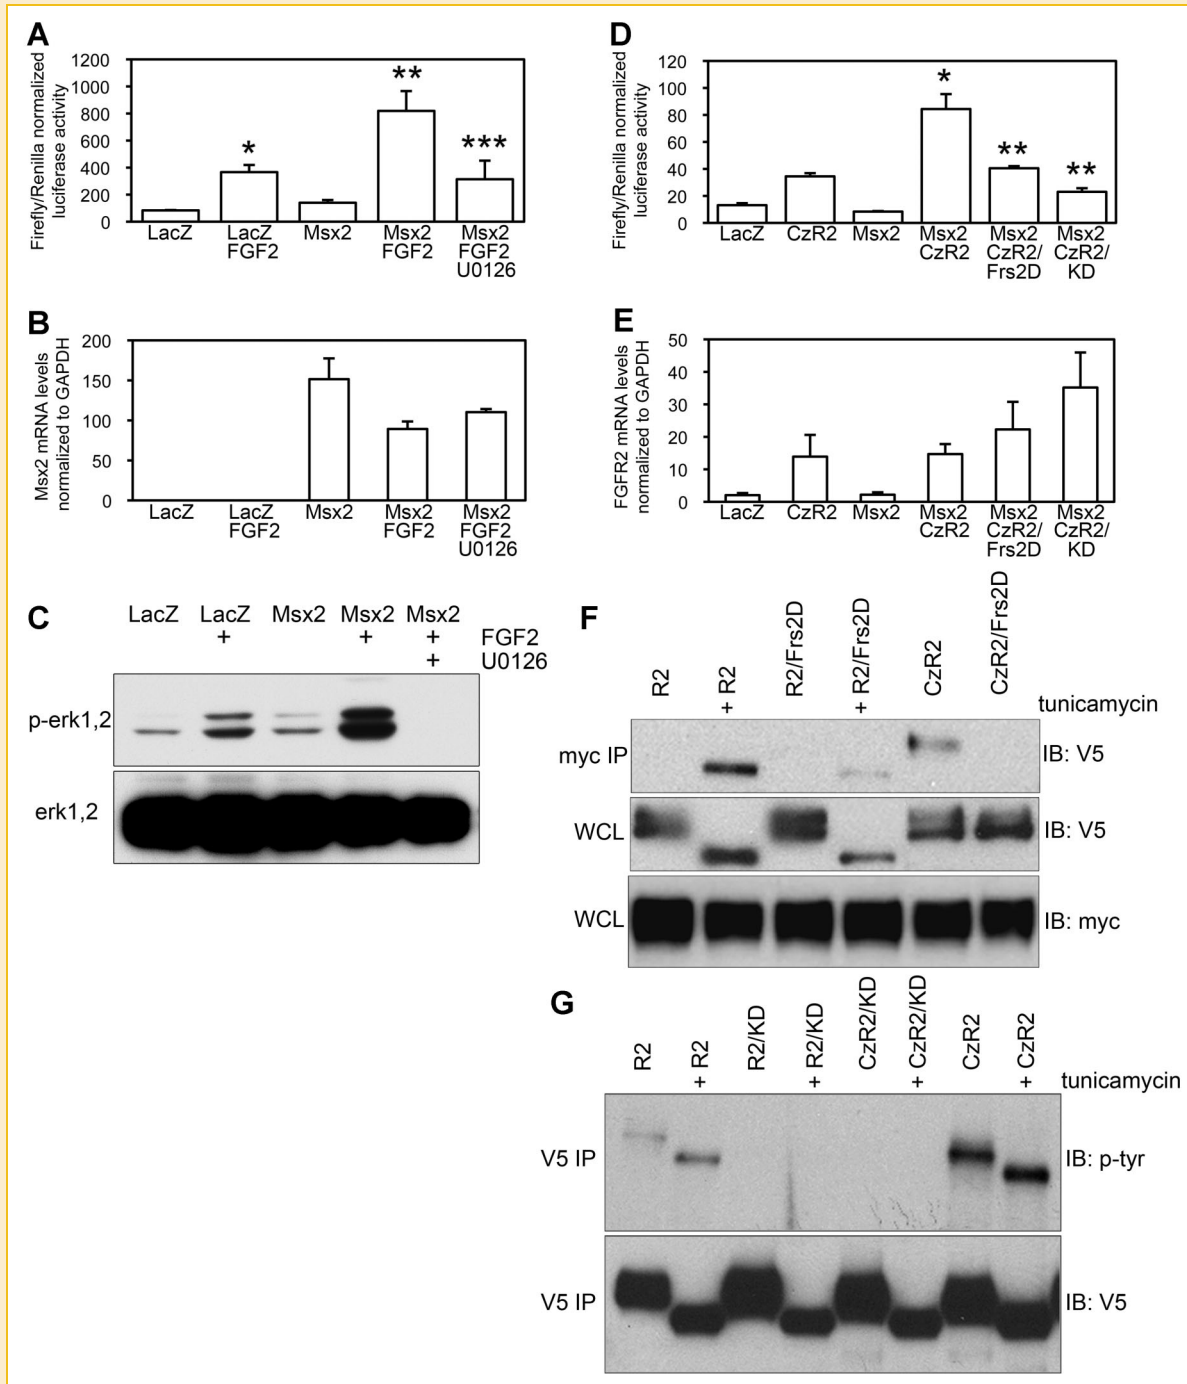 A
Firefly/Renilla normalized
luciferase activity
1200
1000
800
600
400
200
0
*
**
***
LacZ
LacZ
FGF2
Msx2
Msx2
FGF2
Msx2
FGF2
U0126
D
Firefly/Renilla normalized
luciferase activity
120
100
80
60
40
20
0
*
**
**
LacZ
CzR2
Msx2
Msx2
CzR2
Msx2
CzR2/
Frs2D
Msx2
CzR2/
KD
B
Msx2 mRNA levels
normalized to GAPDH
200
150
100
50
0
LacZ
LacZ
FGF2
Msx2
Msx2
FGF2
Msx2
FGF2
U0126
E
FGFR2 mRNA levels
normalized to GAPDH
50
40
30
20
10
0
LacZ
CzR2
Msx2
Msx2
CzR2
Msx2
CzR2/
Frs2D
Msx2
CzR2/
KD
C
LacZ LacZ Msx2 Msx2 Msx2
+ + + FGF2
+ U0126
p-erk1,2
erk1,2
F
R2
+ R2
R2/Frs2D
+ R2/Frs2D
CzR2
CzR2/Frs2D
tunicamycin
myc IP
IB: V5
WCL
IB: V5
WCL
IB: myc
G
R2
+ R2
R2/KD
+ R2/KD
CzR2/KD
+ CzR2/KD
CzR2
+ CzR2
tunicamycin
V5 IP
IB: p-tyr
V5 IP
IB: V5